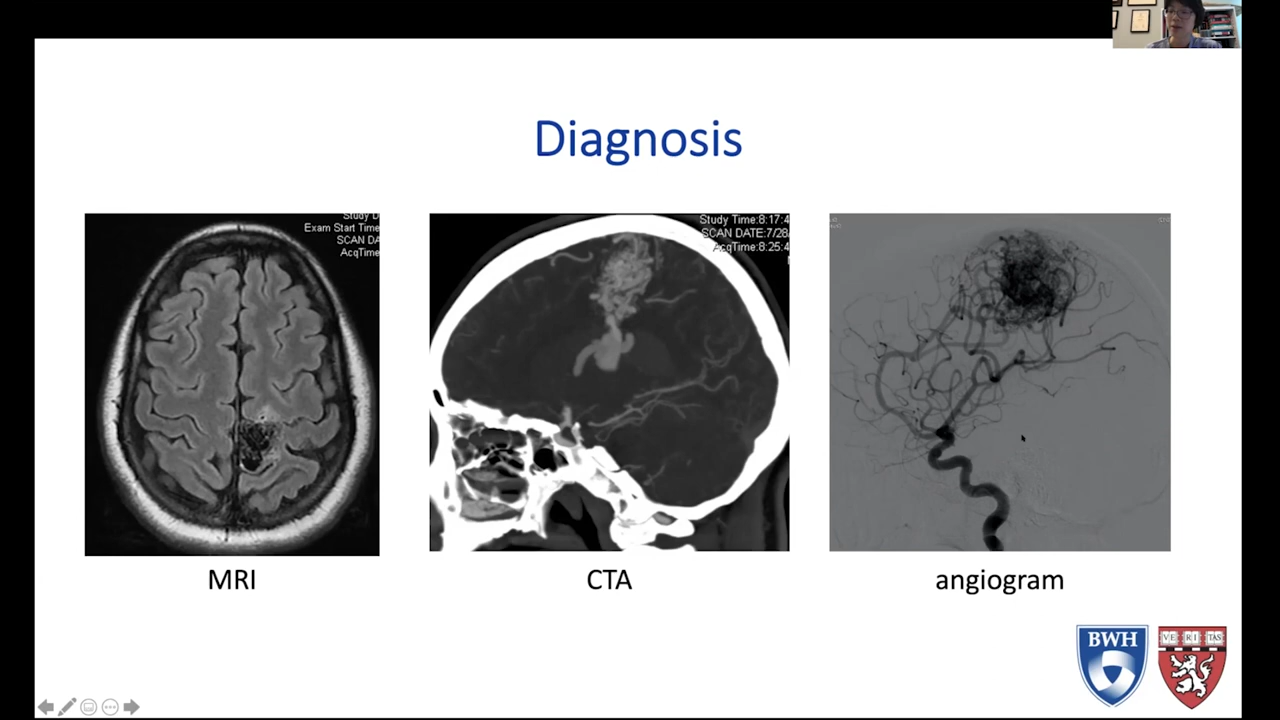 Diagnosis
Study D
Exam Start Time
SCAN DA
AcqTime
Study Time:8:17:4
SCAN DATE:7/28/
AcqTime:8:25:4
MRI
CTA
angiogram
BWH
VE RI TAS